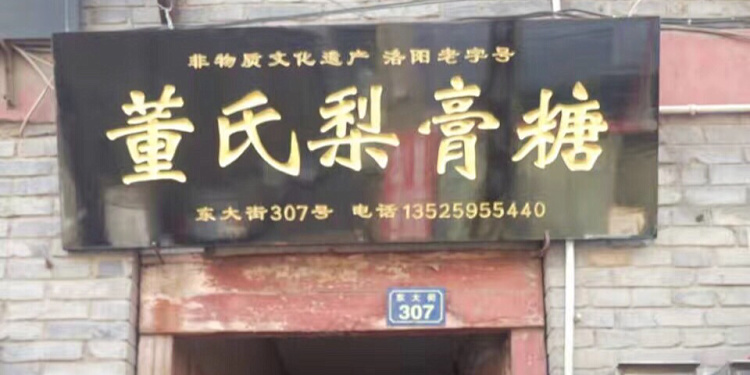 非物质文化遗产 洛阳老字号
董氏梨膏糖
东大街307号 电话13525955440
东大街
307